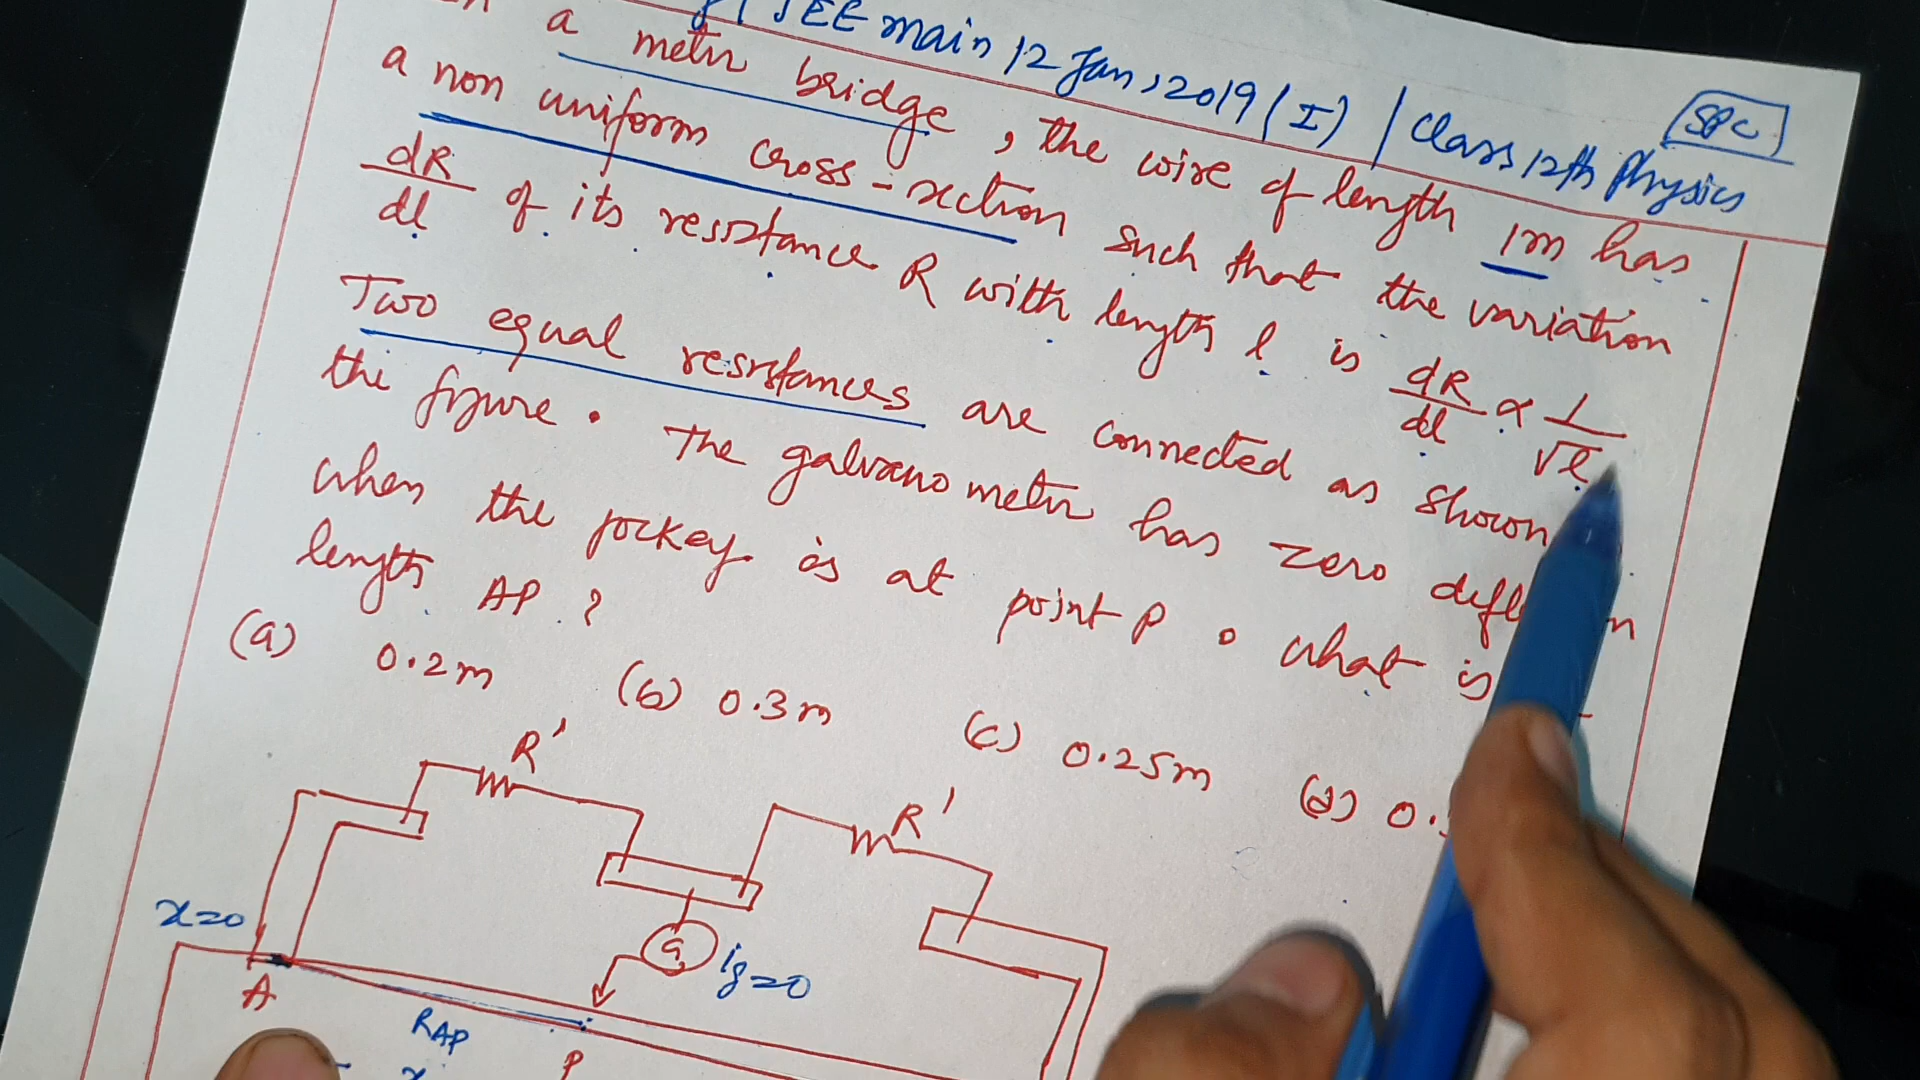 JEE main 12 Jan, 2019 (I) | Class 12th Physics
SPC
a metre bridge, the wire of length 1m has
a non uniform cross-section such that the variation
dR/dl of its resistance R with length l is dR/dl ∝ 1/√l
Two equal resistances are connected as shown
the figure. The galvanometer has zero
when the jockey is at point P. what is
length AP ?
(a) 0.2m (b) 0.3m (c) 0.25m (d) 0.
R'
R'
x=0
G
ig=0
A
RAP
P
x